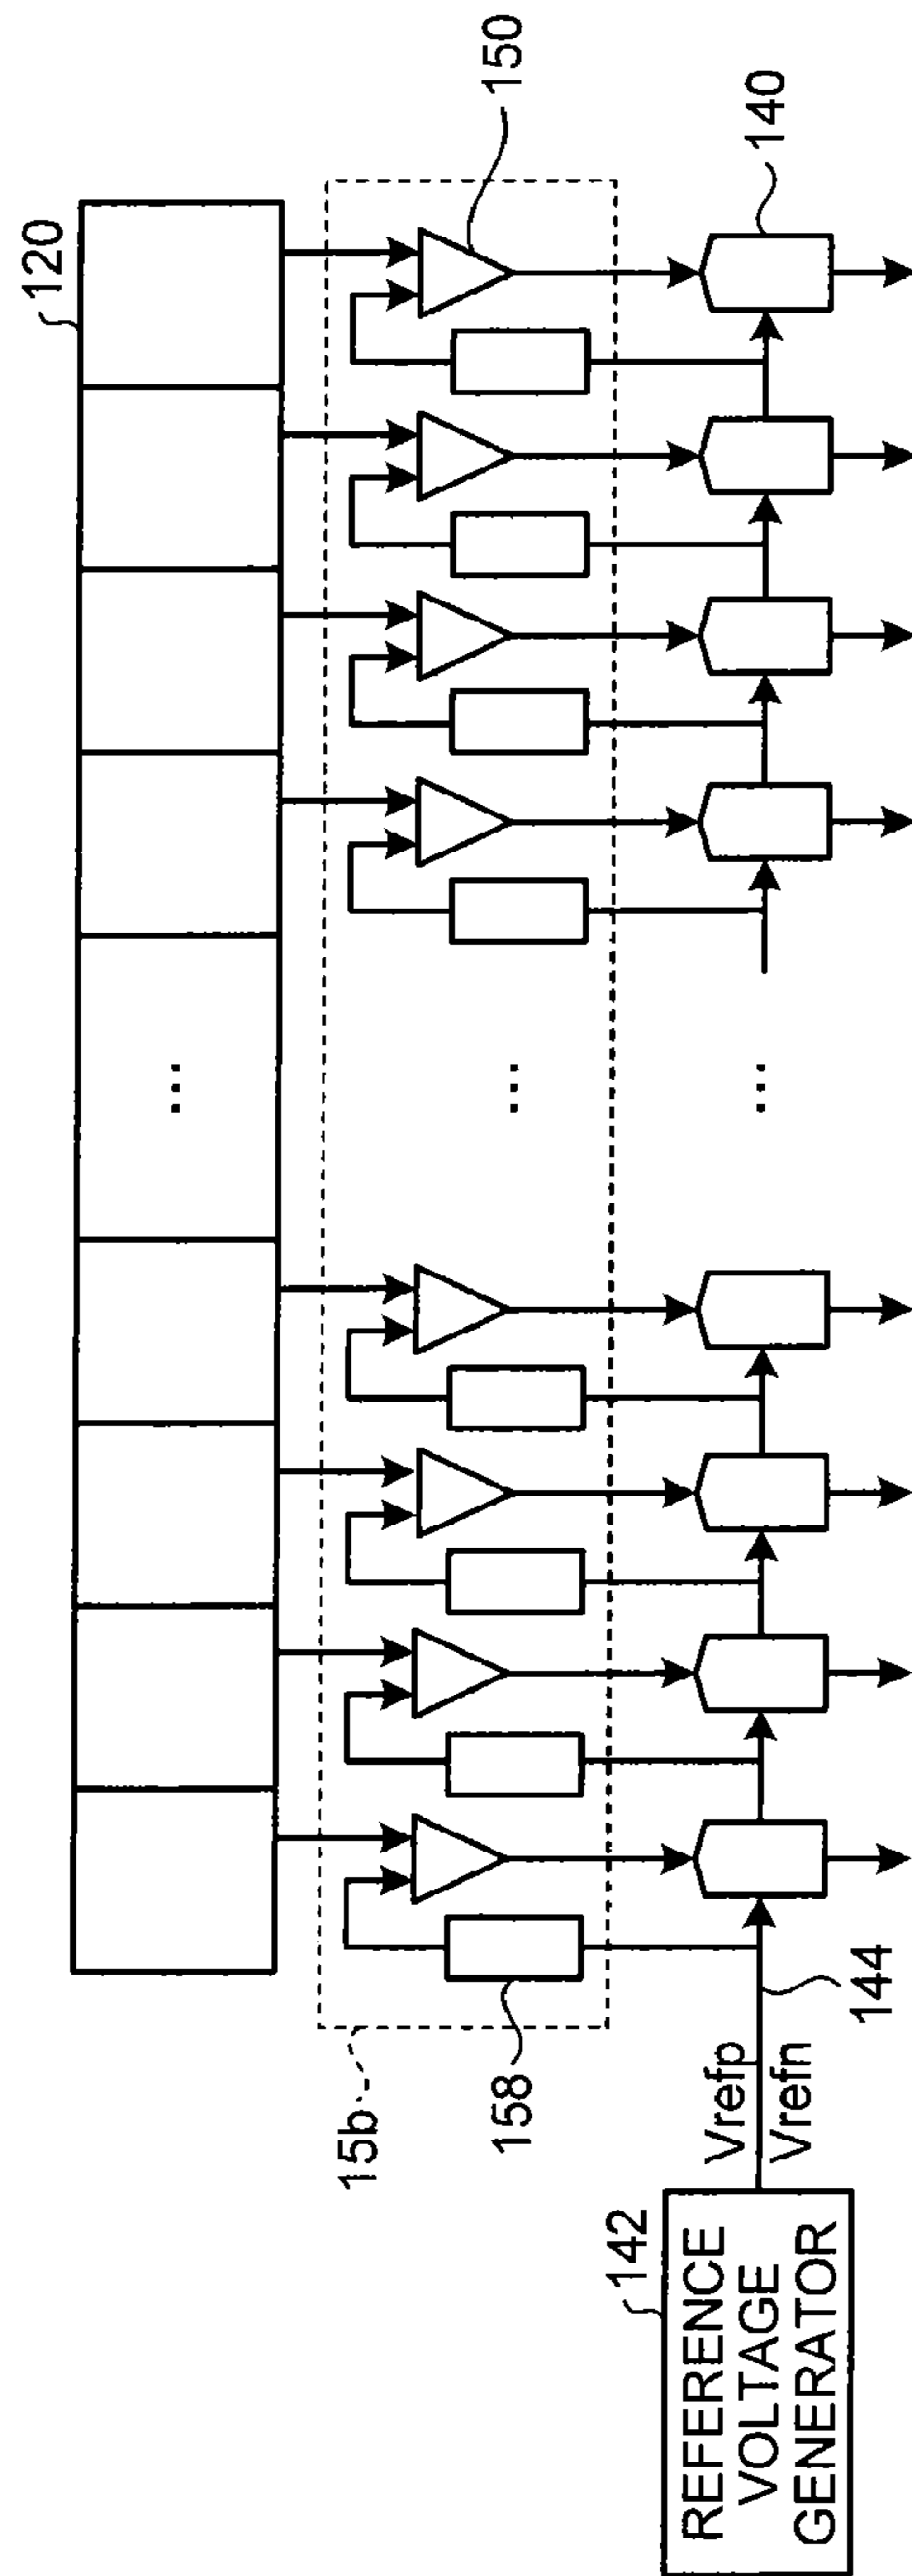 120
...
15b
150
158
...
140
...
142
REFERENCE
VOLTAGE
GENERATOR
Vrefp
Vrefn
144